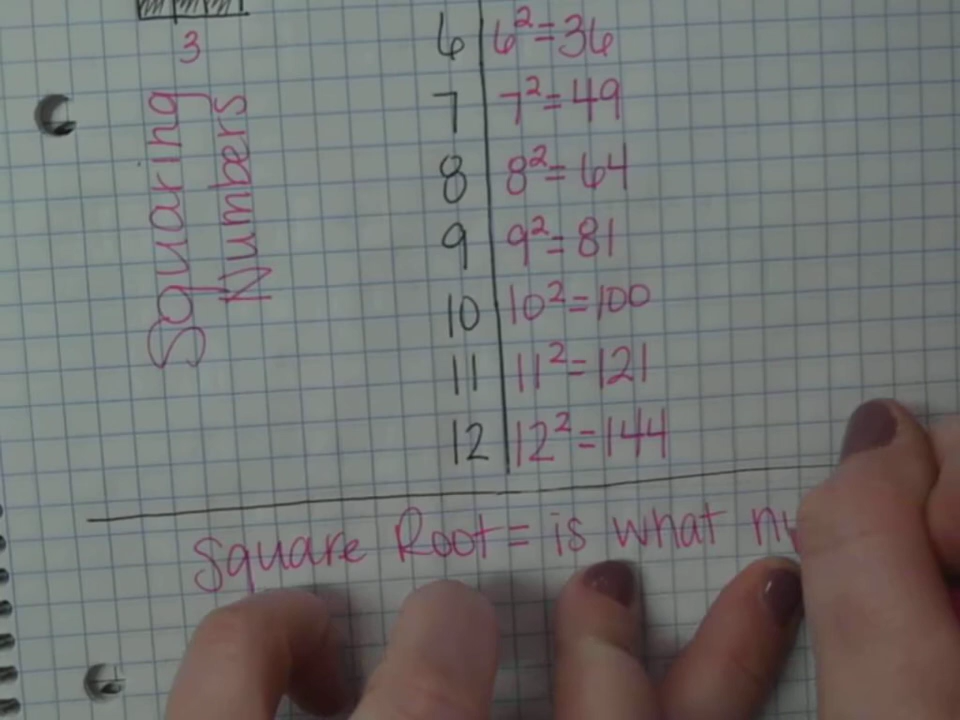 3
Squaring
Numbers
6 6²=36
7 7²=49
8 8²=64
9 9²=81
10 10²=100
11 11²=121
12 12²=144
Square Root = is what